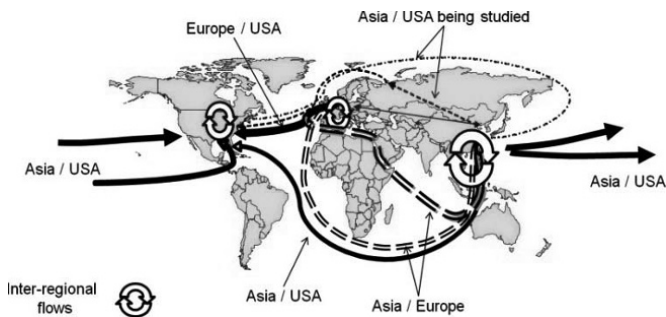 Europe / USA
Asia / USA being studied
Asia / USA
Asia / USA
Inter-regional
flows
Asia / USA
Asia / Europe